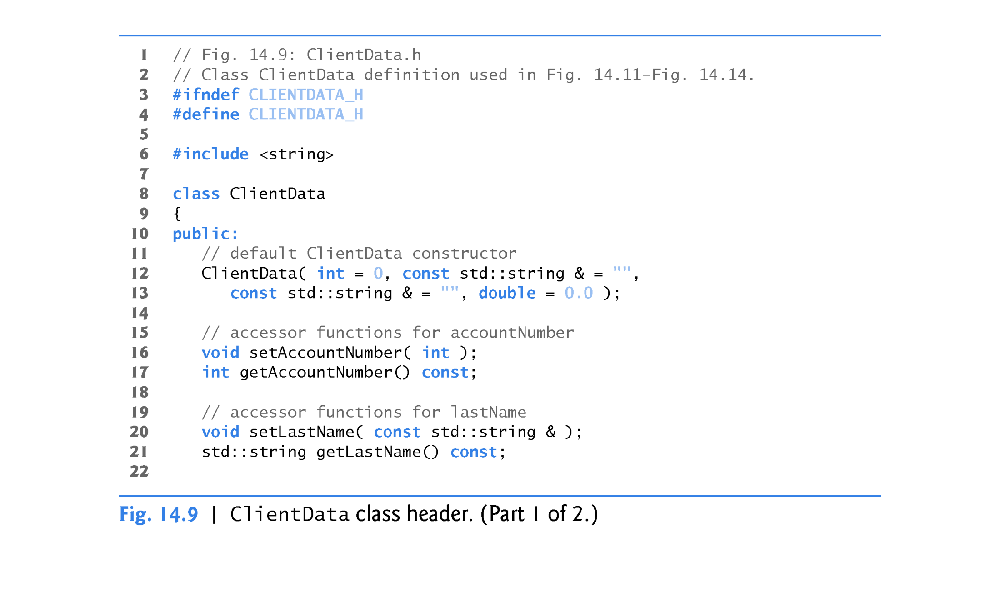 1 // Fig. 14.9: ClientData.h
2 // Class ClientData definition used in Fig. 14.11–Fig. 14.14.
3 #ifndef CLIENTDATA_H
4 #define CLIENTDATA_H
5
6 #include <string>
7
8 class ClientData
9 {
10 public:
11    // default ClientData constructor
12    ClientData( int = 0, const std::string & = "",
13       const std::string & = "", double = 0.0 );
14
15    // accessor functions for accountNumber
16    void setAccountNumber( int );
17    int getAccountNumber() const;
18
19    // accessor functions for lastName
20    void setLastName( const std::string & );
21    std::string getLastName() const;
22
Fig. 14.9 | ClientData class header. (Part 1 of 2.)